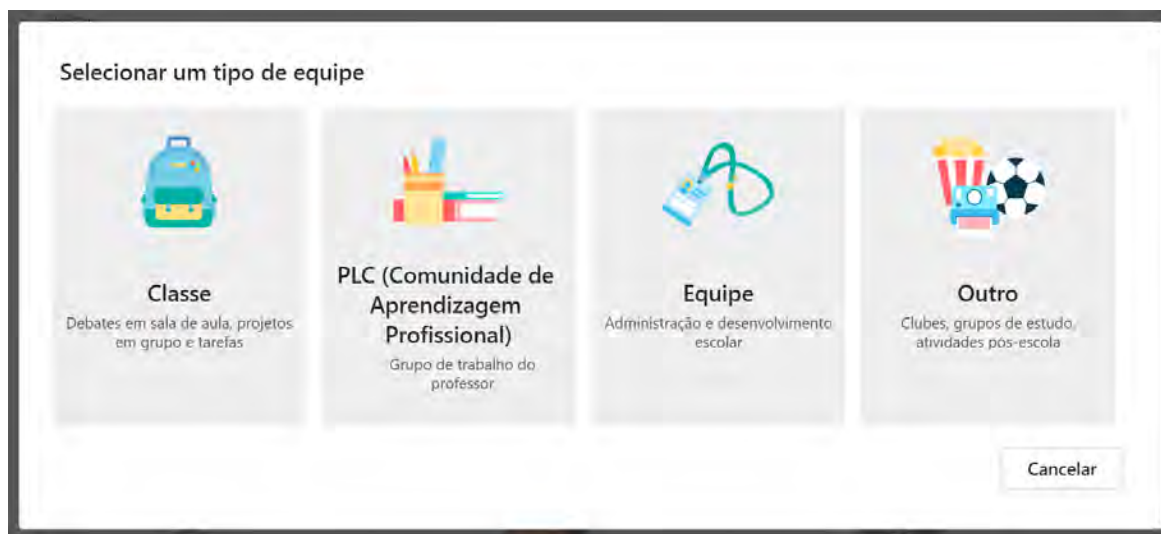 Selecionar um tipo de equipe
Classe
Debates em sala de aula, projetos
em grupo e tarefas
PLC (Comunidade de
Aprendizagem
Profissional)
Grupo de trabalho do
professor
Equipe
Administração e desenvolvimento
escolar
Outro
Clubes, grupos de estudo,
atividades pós-escola
Cancelar